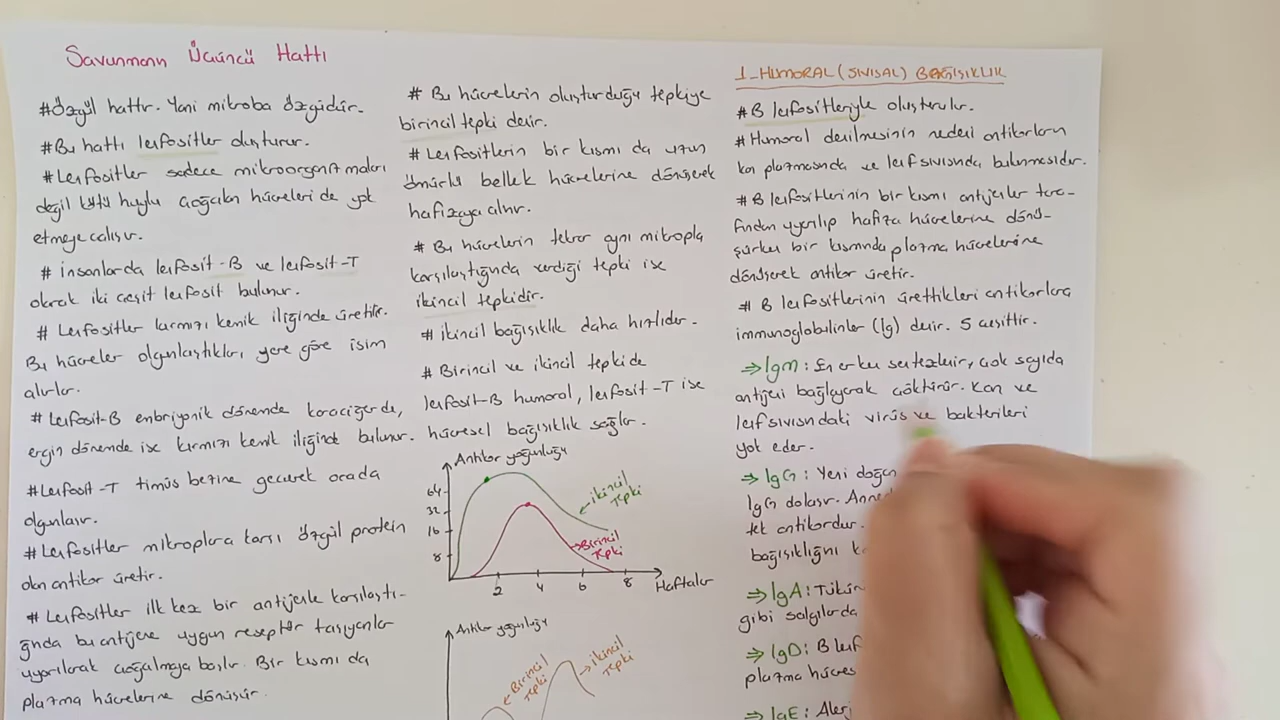 Savunmanın Üçüncü Hattı
#Özgül hattır. Yani mikroba özgüdür.
#Bu hattı lenfositler oluşturur.
#Lenfositler sadece mikroorganizmaları
değil kötü huylu çoğalan hücreleri de yok
etmeye çalışır.
# insanlarda lenfosit-B ve lenfosit-T
olarak iki çeşit lenfosit bulunur.
# Lenfositler kırmızı kemik iliğinde üretilir.
Bu hücreler olgunlaştıkları yere göre isim
alırlar.
# Lenfosit-B embriyonik dönemde karaciğerde,
ergin dönemde ise kırmızı kemik iliğinde bulunur.
#Lenfosit-T timüs bezine geçerek orada
olgunlaşır.
#Lenfositler mikroplara karşı özgül protein
olan antikor üretir.
# Lenfositler ilk kez bir antijenle karşılaştı-
ğında bu antijene uygun reseptör taşıyanlar
uyarılarak çoğalmaya başlar. Bir kısmı da
plazma hücrelerine dönüşür.
# Bu hücrelerin oluşturduğu tepkiye
birincil tepki denir.
# Lenfositlerin bir kısmı da uzun
ömürlü bellek hücrelerine dönüşerek
hafızaya alınır.
# Bu hücrelerin tekrar aynı mikropla
karşılaştığında verdiği tepki ise
ikincil tepkidir.
# ikincil bağışıklık daha hızlıdır.
# Birincil ve ikincil tepkide
lenfosit-B humoral, lenfosit-T ise
hücresel bağışıklık sağlar.
Antikor yoğunluğu
64
32
16
8
ikincil
tepki
Birincil
tepki
2 4 6 8
Haftalar
Antikor yoğunluğu
Birincil
tepki
ikincil
tepki
1-HUMORAL (SIVISAL) BAĞIŞIKLIK
#B lenfositleriyle oluşturulur.
#Humoral denilmesinin nedeni antikorların
kan plazmasında ve lenf sıvısında bulunmasıdır.
#B lenfositlerinin bir kısmı antijenler tara-
fından uyarılıp hafıza hücrelerine dönü-
şürken bir kısmında plazma hücrelerine
dönüşerek antikor üretir.
# B lenfositlerinin ürettikleri antikorlara
immunoglobulinler (Ig) denir. 5 çeşittir.
⇒IgM: En erken sentezlenir, çok sayıda
antijeni bağlayarak çöktürür. Kan ve
lenf sıvısındaki virüs ve bakterileri
yok eder.
⇒ IgG: Yeni doğan
IgG dolaşır.
tek antikordur.
bağışıklığını
⇒IgA:
gibi salgılarda
⇒IgD: B
plazma
⇒IgE: